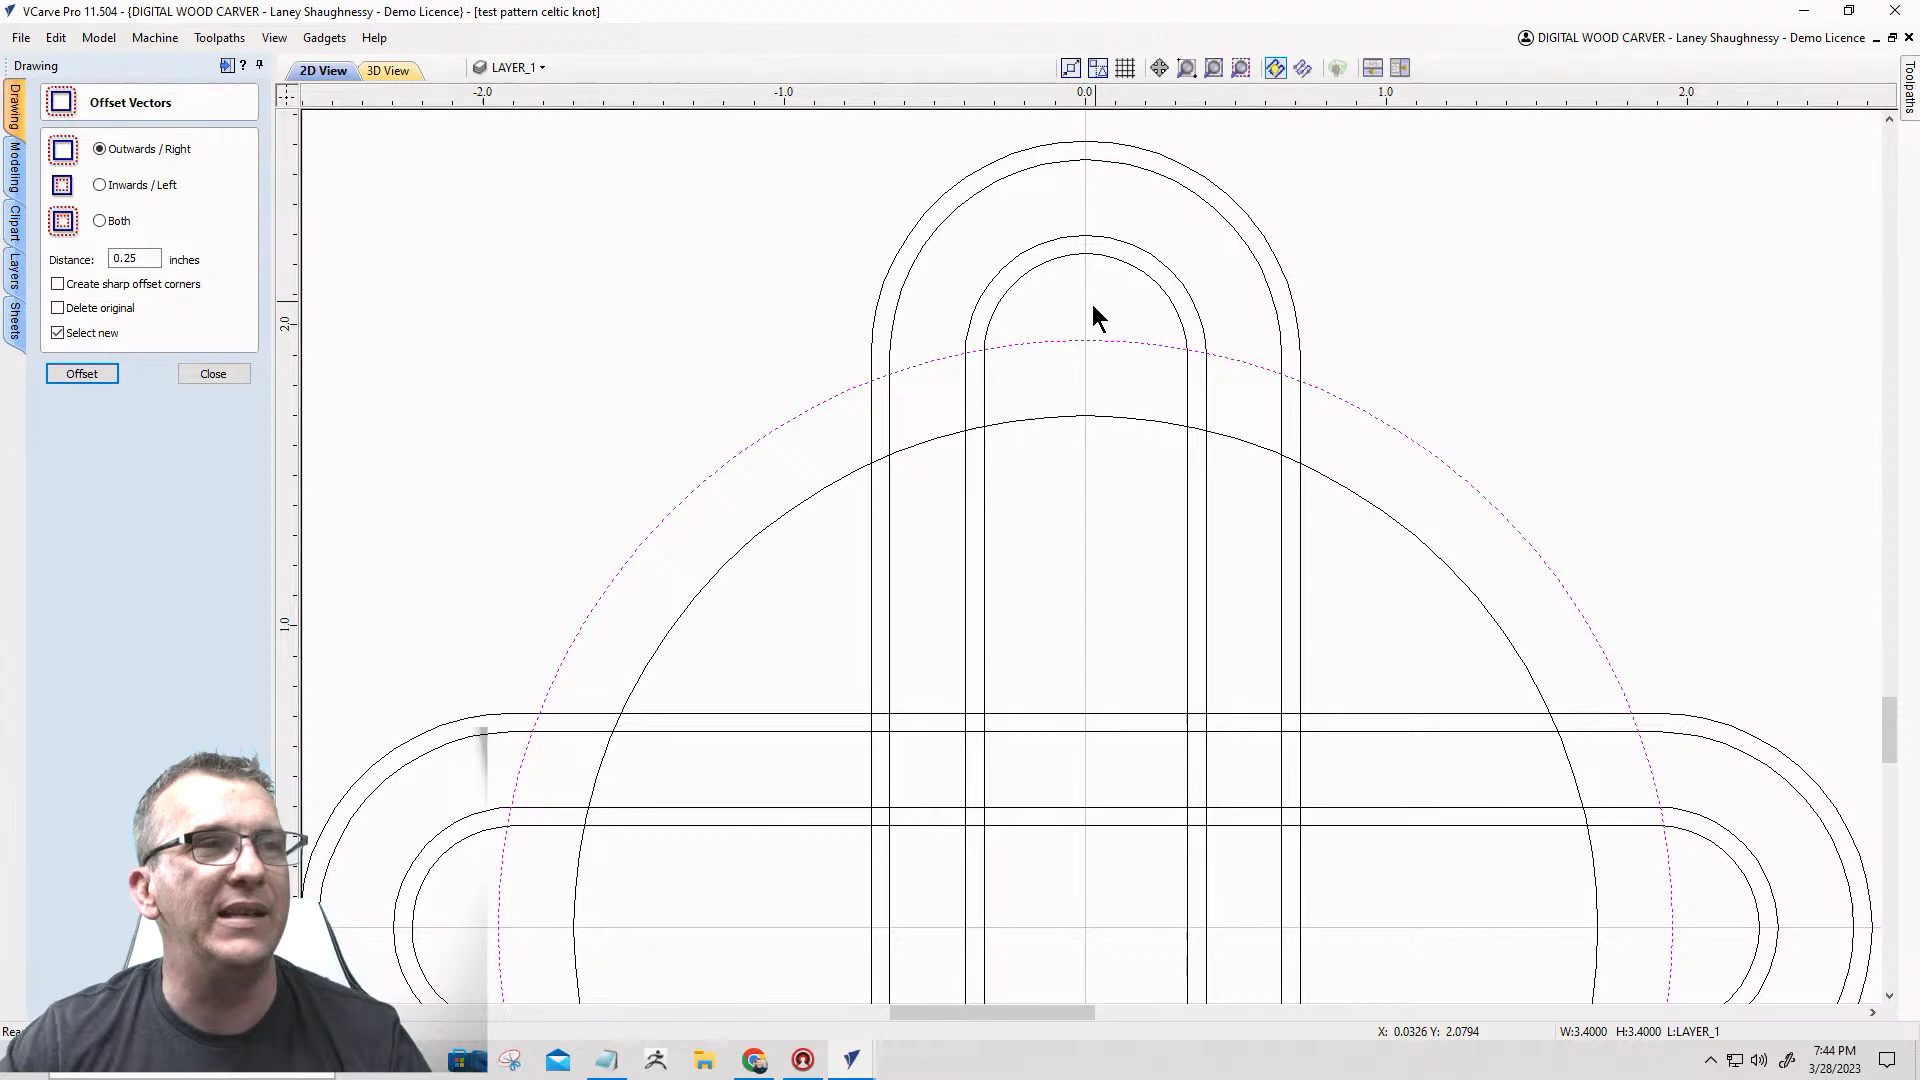 VCarve Pro 11.504 - {DIGITAL WOOD CARVER - Laney Shaughnessy - Demo Licence} - [test pattern celtic knot]
File Edit Model Machine Toolpaths View Gadgets Help
DIGITAL WOOD CARVER - Laney Shaughnessy - Demo Licence
Drawing
2D View 3D View LAYER_1
-2.0 -1.0 0.0 1.0 2.0
Offset Vectors
Outwards / Right
Inwards / Left
Both
Distance: 0.25 inches
Create sharp offset corners
Delete original
Select new
Offset Close
Drawing
Modeling
Clipart
Layers
Sheets
Toolpaths
2.0
1.0
Rea
X: 0.0326 Y: 2.0794
W:3.4000 H:3.4000 L:LAYER_1
7:44 PM
3/28/2023